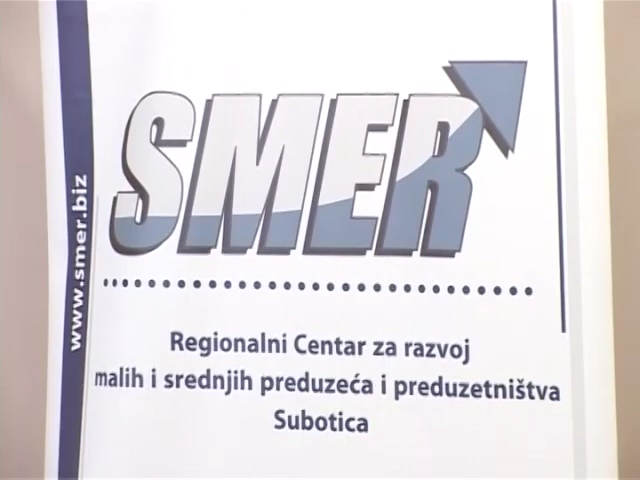 SMER
www.smer.biz
Regionalni Centar za razvoj
malih i srednjih preduzeća i preduzetništva
Subotica